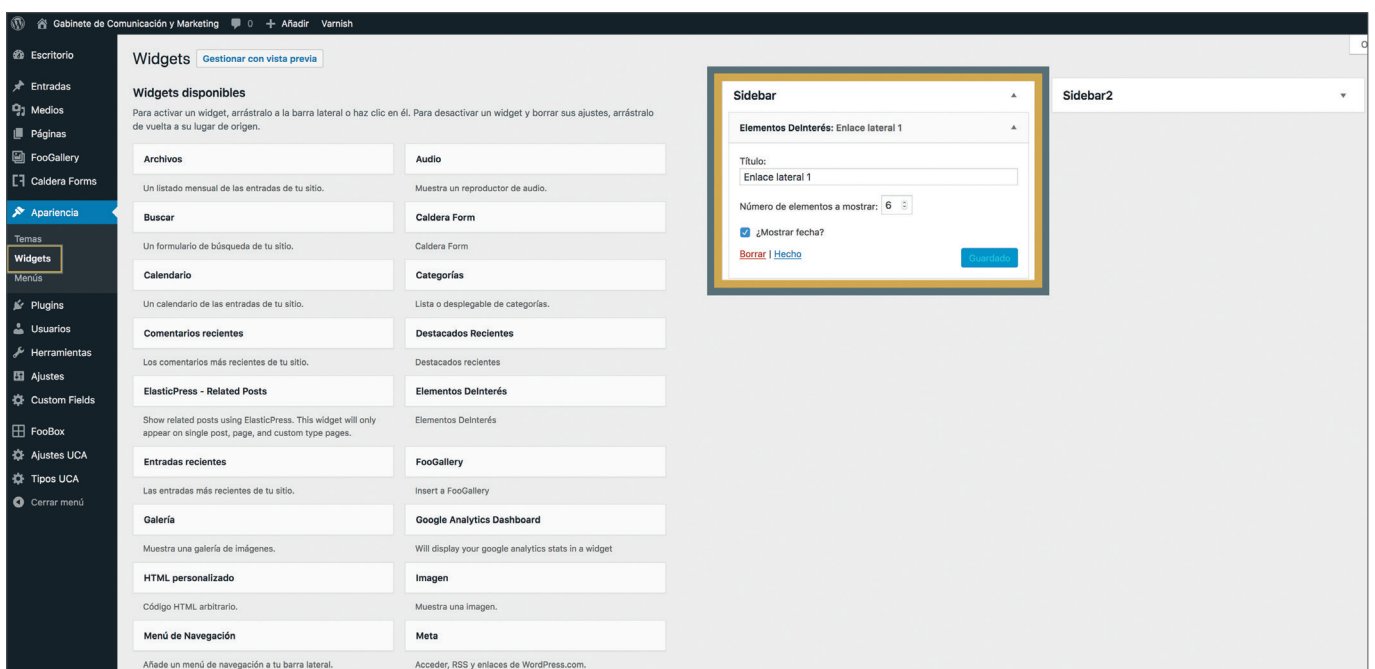 Gabinete de Comunicación y Marketing 0 + Añadir Varnish
Escritorio
Entradas
Medios
Páginas
FooGallery
Caldera Forms
Apariencia
Temas
Widgets
Menús
Plugins
Usuarios
Herramientas
Ajustes
Custom Fields
FooBox
Ajustes UCA
Tipos UCA
Cerrar menú
Widgets Gestionar con vista previa
Widgets disponibles
Para activar un widget, arrástralo a la barra lateral o haz clic en él. Para desactivar un widget y borrar sus ajustes, arrástralo
de vuelta a su lugar de origen.
Archivos
Un listado mensual de las entradas de tu sitio.
Audio
Muestra un reproductor de audio.
Buscar
Un formulario de búsqueda de tu sitio.
Caldera Form
Caldera Form
Calendario
Un calendario de las entradas de tu sitio.
Categorías
Lista o desplegable de categorías.
Comentarios recientes
Los comentarios más recientes de tu sitio.
Destacados Recientes
Destacados recientes
ElasticPress - Related Posts
Show related posts using ElasticPress. This widget will only
appear on single post, page, and custom type pages.
Elementos DeInterés
Elementos DeInterés
Entradas recientes
Las entradas más recientes de tu sitio.
FooGallery
Insert a FooGallery
Galería
Muestra una galería de imágenes.
Google Analytics Dashboard
Will display your google analytics stats in a widget
HTML personalizado
Código HTML arbitrario.
Imagen
Muestra una imagen.
Menú de Navegación
Añade un menú de navegación a tu barra lateral.
Meta
Acceder, RSS y enlaces de WordPress.com.
Sidebar
Elementos DeInterés: Enlace lateral 1
Título:
Enlace lateral 1
Número de elementos a mostrar: 6
¿Mostrar fecha?
Borrar | Hecho
Guardado
Sidebar2